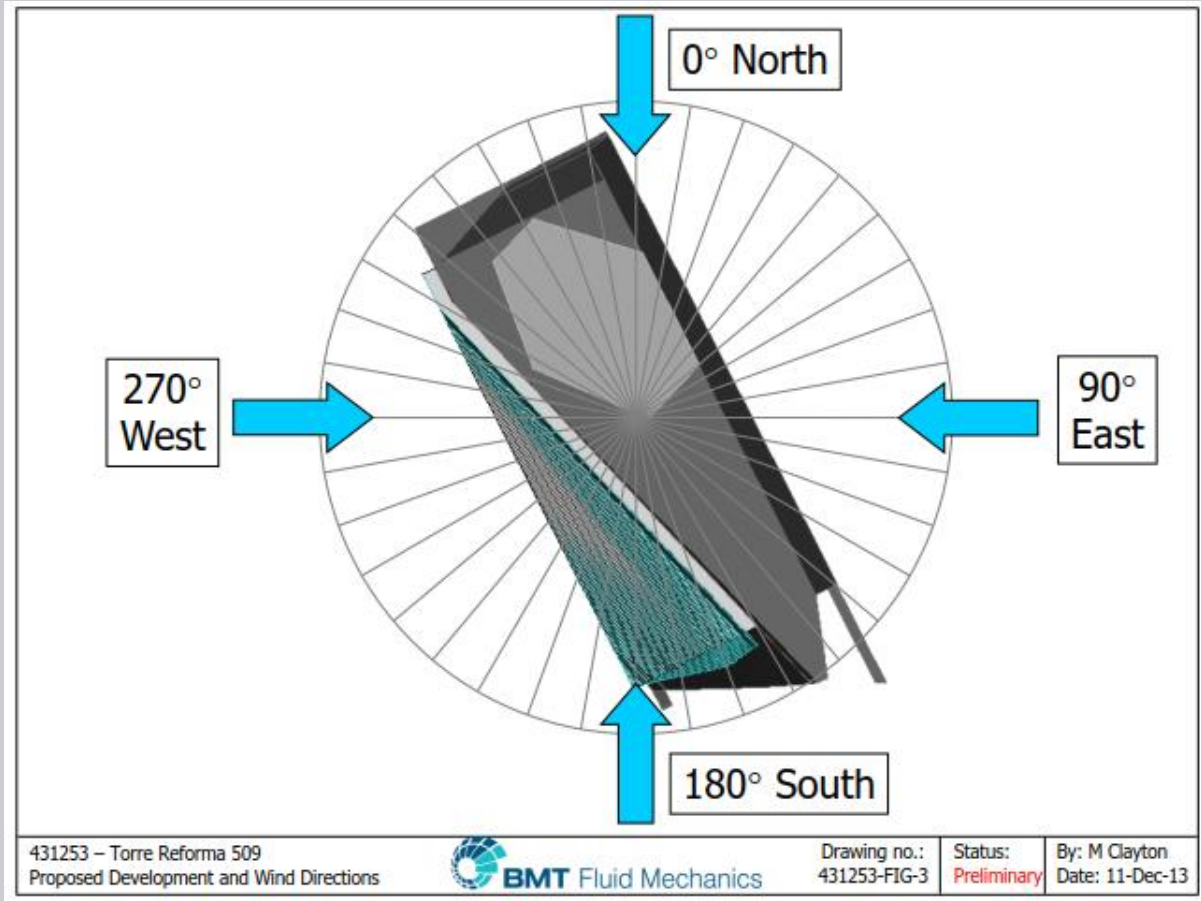 0° North
270°
West
90°
East
180° South
431253 – Torre Reforma 509
Proposed Development and Wind Directions
BMT Fluid Mechanics
Drawing no.:
431253-FIG-3
Status:
Preliminary
By: M Clayton
Date: 11-Dec-13